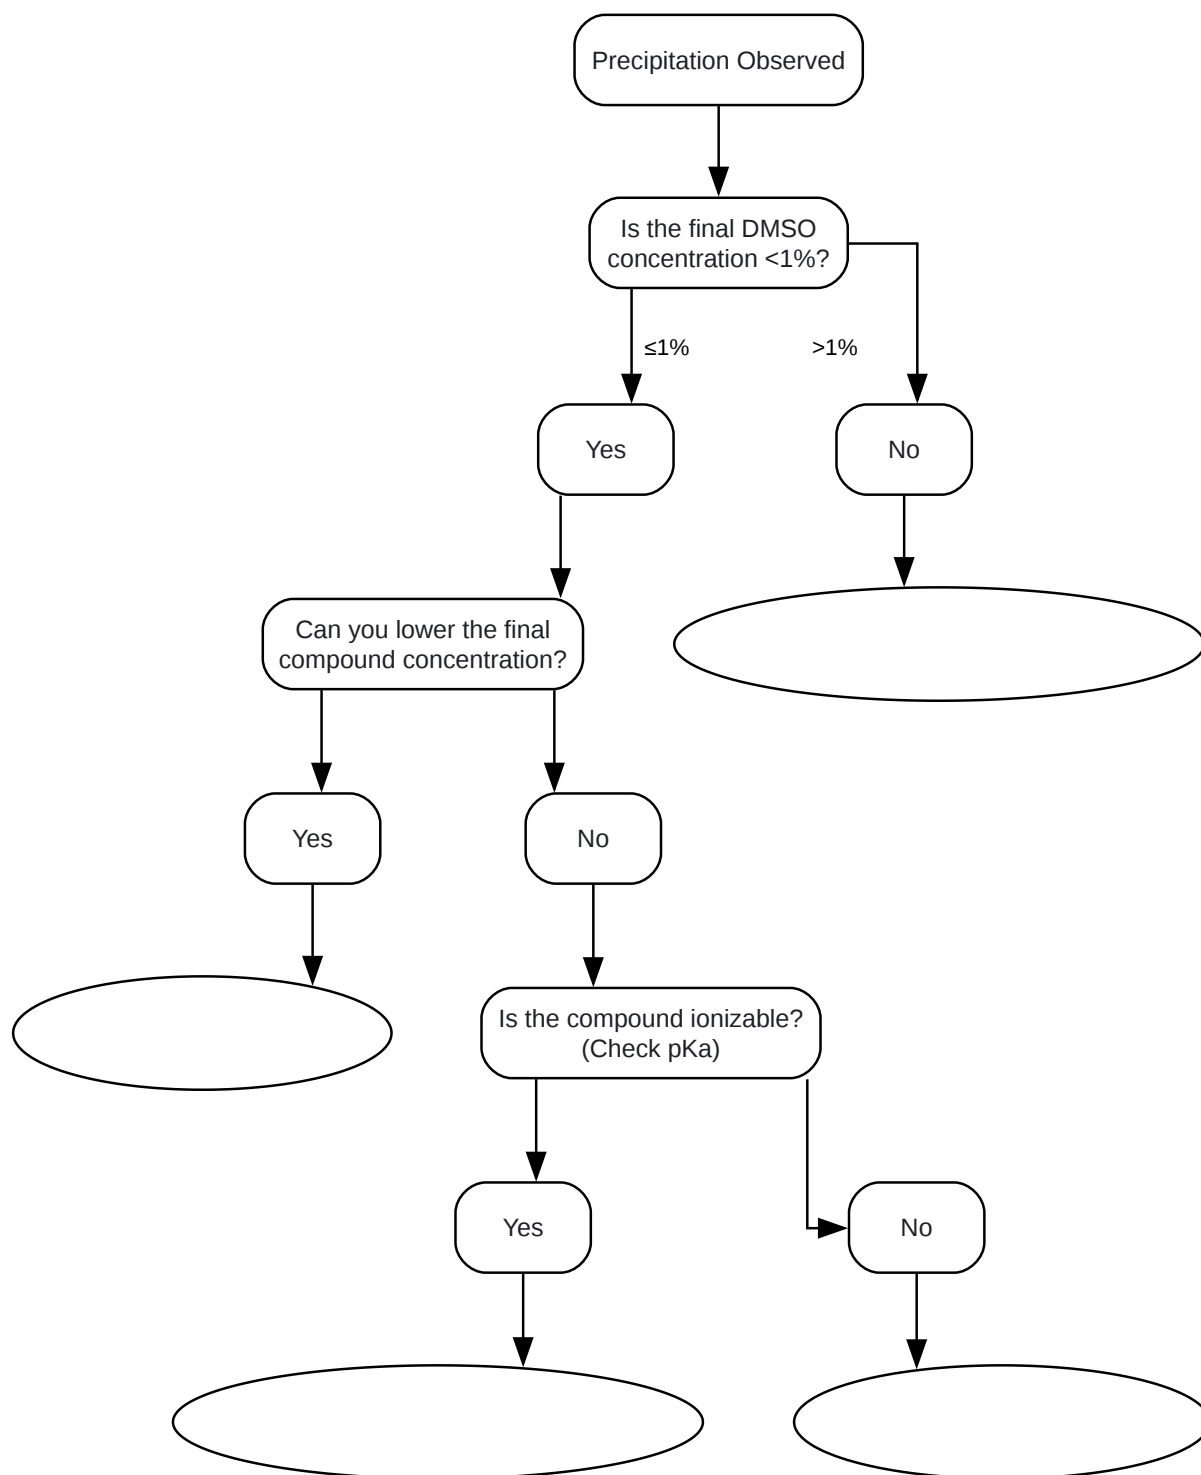 Precipitation Observed
Is the final DMSO
concentration <1%?
≤1%
>1%
Yes
No
Can you lower the final
compound concentration?
Yes
No
Is the compound ionizable?
(Check pKa)
Yes
No